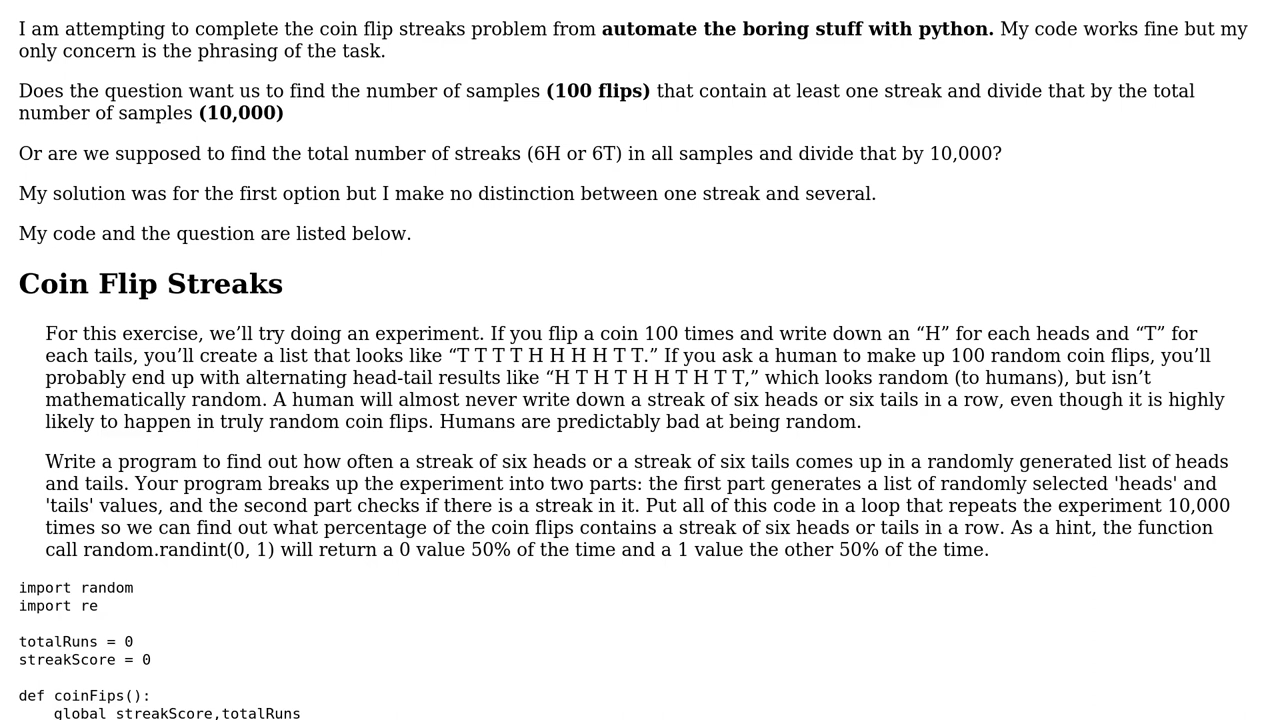 I am attempting to complete the coin flip streaks problem from automate the boring stuff with python. My code works fine but my
only concern is the phrasing of the task.
Does the question want us to find the number of samples (100 flips) that contain at least one streak and divide that by the total
number of samples (10,000)
Or are we supposed to find the total number of streaks (6H or 6T) in all samples and divide that by 10,000?
My solution was for the first option but I make no distinction between one streak and several.
My code and the question are listed below.
Coin Flip Streaks
For this exercise, we’ll try doing an experiment. If you flip a coin 100 times and write down an “H” for each heads and “T” for
each tails, you’ll create a list that looks like “T T T T H H H H T T.” If you ask a human to make up 100 random coin flips, you’ll
probably end up with alternating head-tail results like “H T H T H H T H T T,” which looks random (to humans), but isn’t
mathematically random. A human will almost never write down a streak of six heads or six tails in a row, even though it is highly
likely to happen in truly random coin flips. Humans are predictably bad at being random.
Write a program to find out how often a streak of six heads or a streak of six tails comes up in a randomly generated list of heads
and tails. Your program breaks up the experiment into two parts: the first part generates a list of randomly selected 'heads' and
'tails' values, and the second part checks if there is a streak in it. Put all of this code in a loop that repeats the experiment 10,000
times so we can find out what percentage of the coin flips contains a streak of six heads or tails in a row. As a hint, the function
call random.randint(0, 1) will return a 0 value 50% of the time and a 1 value the other 50% of the time.
import random
import re
totalRuns = 0
streakScore = 0
def coinFips():
    global streakScore,totalRuns